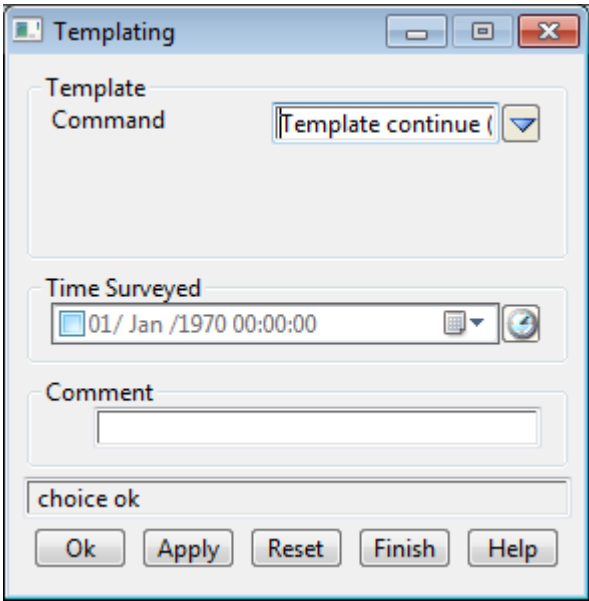 Templating
Template
Command Template continue (
Time Surveyed
01/ Jan /1970 00:00:00
Comment
choice ok
Ok Apply Reset Finish Help